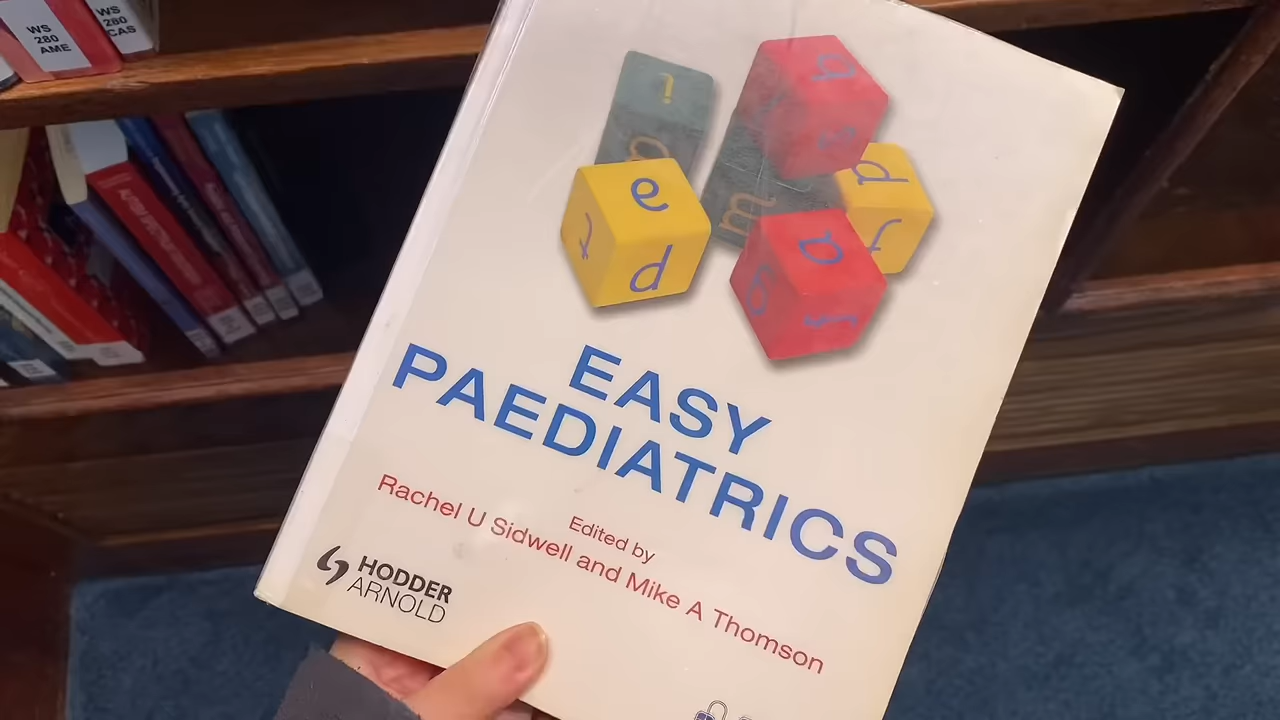 WS
280
AME
WS
280
CAS
EASY
PAEDIATRICS
Edited by
Rachel U Sidwell and Mike A Thomson
HODDER
ARNOLD